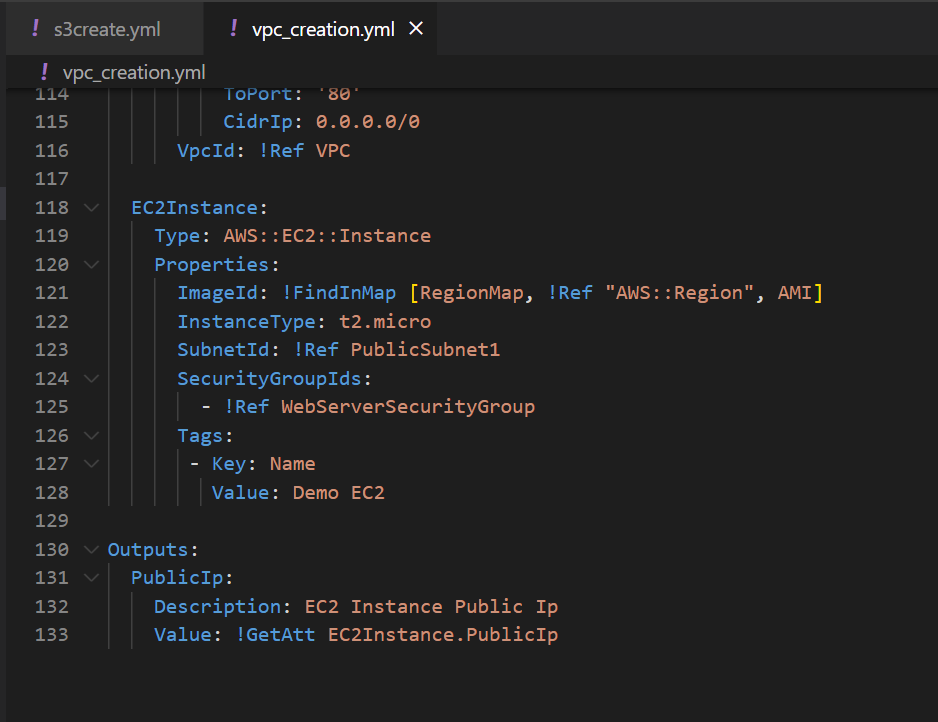 ! s3create.yml ! vpc_creation.yml ×
! vpc_creation.yml
114 ToPort: '80'
115 CidrIp: 0.0.0.0/0
116 VpcId: !Ref VPC
117
118 EC2Instance:
119 Type: AWS::EC2::Instance
120 Properties:
121 ImageId: !FindInMap [RegionMap, !Ref "AWS::Region", AMI]
122 InstanceType: t2.micro
123 SubnetId: !Ref PublicSubnet1
124 SecurityGroupIds:
125 - !Ref WebServerSecurityGroup
126 Tags:
127 - Key: Name
128 Value: Demo EC2
129
130 Outputs:
131 PublicIp:
132 Description: EC2 Instance Public Ip
133 Value: !GetAtt EC2Instance.PublicIp